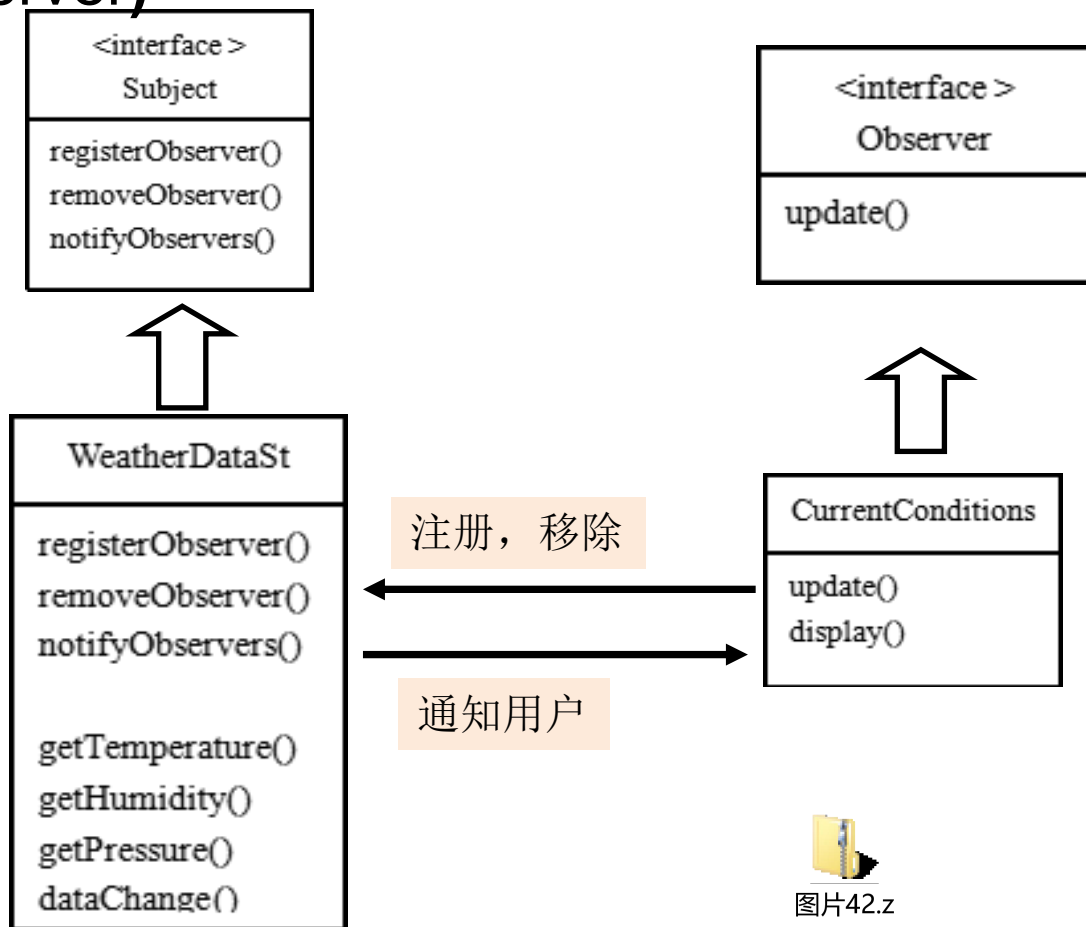 erver)
<interface >
Subject
registerObserver()
removeObserver()
notifyObservers()
<interface >
Observer
update()
WeatherDataSt
registerObserver()
removeObserver()
notifyObservers()
getTemperature()
getHumidity()
getPressure()
dataChange()
注册，移除
通知用户
CurrentConditions
update()
display()
图片42.z